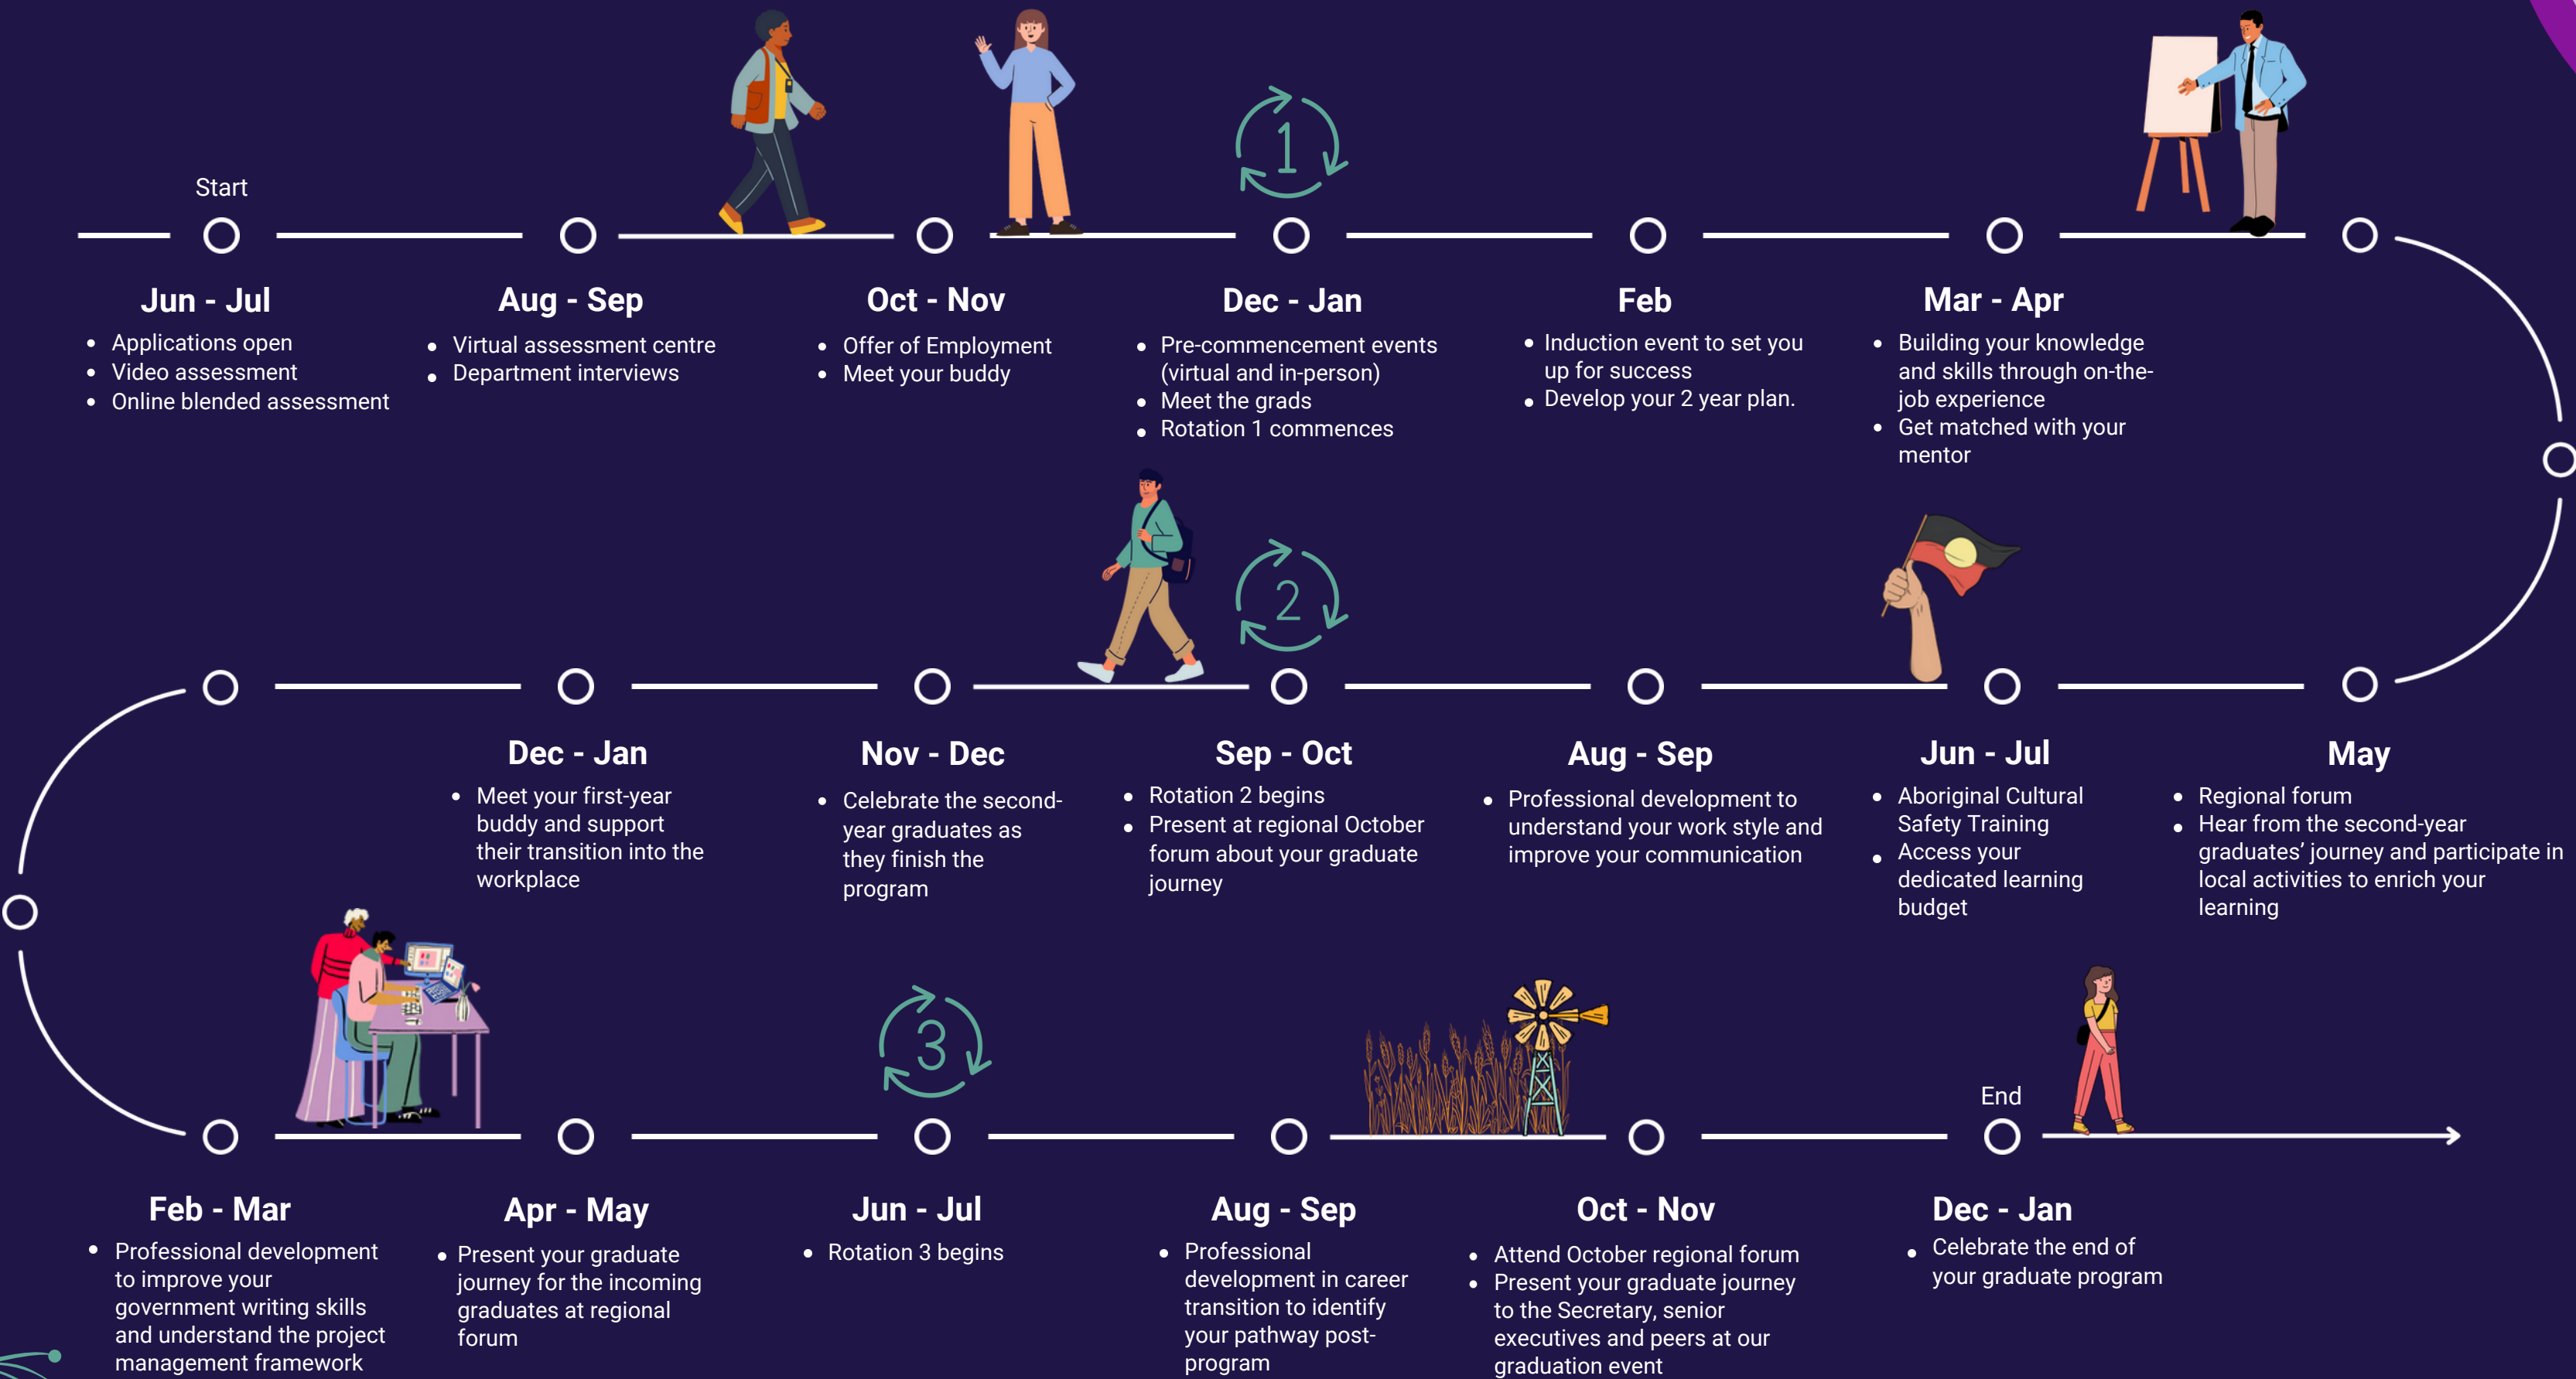 Start
1
Jun - Jul
• Applications open
• Video assessment
• Online blended assessment
Aug - Sep
• Virtual assessment centre
• Department interviews
Oct - Nov
• Offer of Employment
• Meet your buddy
Dec - Jan
• Pre-commencement events
(virtual and in-person)
• Meet the grads
• Rotation 1 commences
Feb
• Induction event to set you
up for success
• Develop your 2 year plan.
Mar - Apr
• Building your knowledge
and skills through on-the-
job experience
• Get matched with your
mentor
2
May
• Regional forum
• Hear from the second-year
graduates’ journey and participate in
local activities to enrich your
learning
Jun - Jul
• Aboriginal Cultural
Safety Training
• Access your
dedicated learning
budget
Aug - Sep
• Professional development to
understand your work style and
improve your communication
Sep - Oct
• Rotation 2 begins
• Present at regional October
forum about your graduate
journey
Nov - Dec
• Celebrate the second-
year graduates as
they finish the
program
Dec - Jan
• Meet your first-year
buddy and support
their transition into the
workplace
3
Feb - Mar
• Professional development
to improve your
government writing skills
and understand the project
management framework
Apr - May
• Present your graduate
journey for the incoming
graduates at regional
forum
Jun - Jul
• Rotation 3 begins
Aug - Sep
• Professional
development in career
transition to identify
your pathway post-
program
Oct - Nov
• Attend October regional forum
• Present your graduate journey
to the Secretary, senior
executives and peers at our
graduation event
End
Dec - Jan
• Celebrate the end of
your graduate program